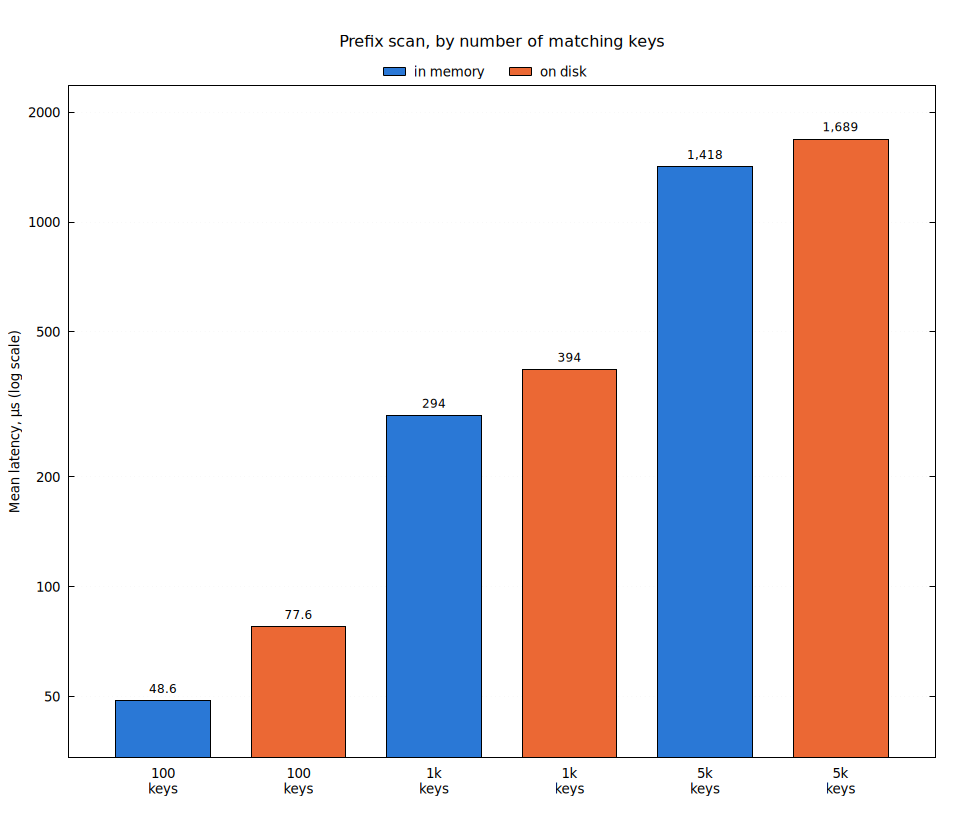 Prefix scan, by number of matching keys
in memory
on disk
Mean latency, µs (log scale)
2000
1000
500
200
100
50
48.6
77.6
294
394
1,418
1,689
100
keys
100
keys
1k
keys
1k
keys
5k
keys
5k
keys